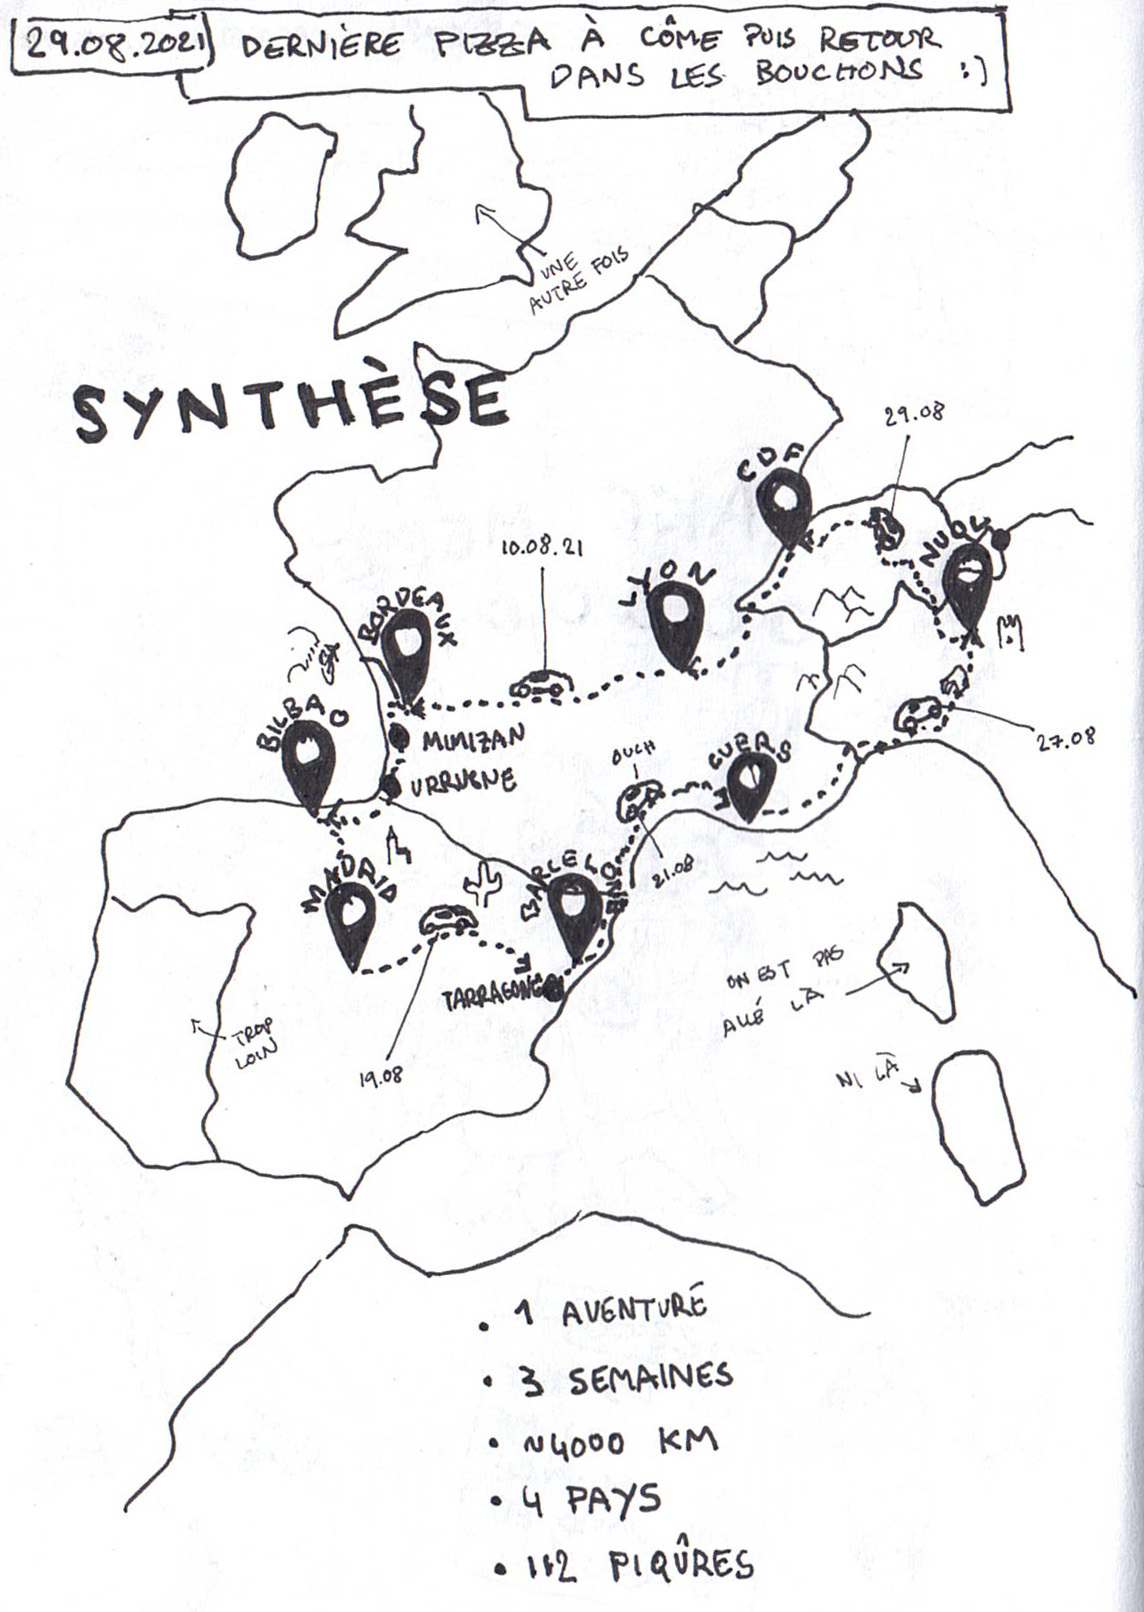 29.08.2021
DERNIÈRE PIZZA À CÔME PUIS RETOUR
DANS LES BOUCHONS :)
UNE
AUTRE FOIS
SYNTHÈSE
29.08
CDF
10.08.21
LYON
BORDEAUX
BILBAO
MIMIZAN
URRUGNE
OUCH
CUERS
27.08
MADRID
BARCELONE
21.08
TARRAGONE
ON EST PAS
ALLÉ LÀ
TROP
LOIN
19.08
NI LÀ
• 1 AVENTURE
• 3 SEMAINES
• ~4000 KM
• 4 PAYS
• 112 PIQÛRES